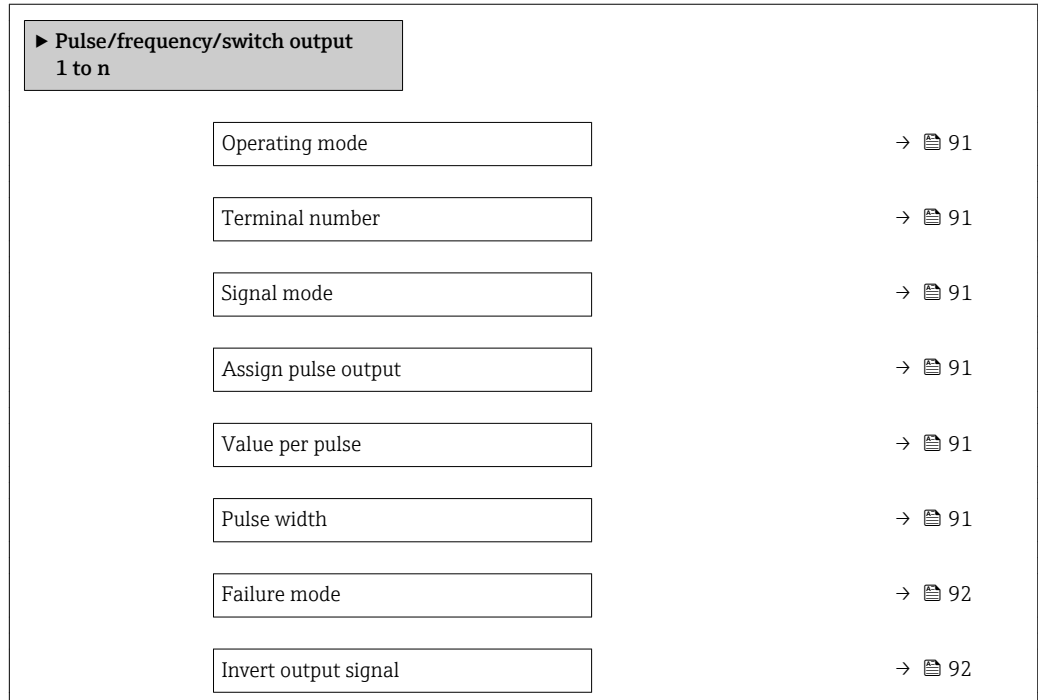 ▶ Pulse/frequency/switch output
1 to n
Operating mode → 91
Terminal number → 91
Signal mode → 91
Assign pulse output → 91
Value per pulse → 91
Pulse width → 91
Failure mode → 92
Invert output signal → 92